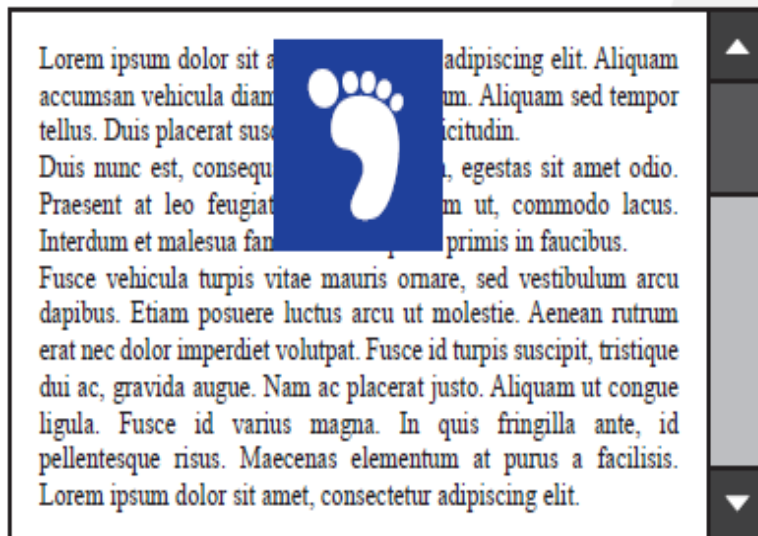 Lorem ipsum dolor sit adipiscing elit. Aliquam
accumsan vehicula diam Aliquam sed tempor
tellus. Duis placerat
Duis nunc est, egestas sit amet odio.
Praesent at leo feugiat ut, commodo lacus.
Interdum et malesua primis in faucibus.
Fusce vehicula turpis vitae mauris ornare, sed vestibulum arcu
dapibus. Etiam posuere luctus arcu ut molestie. Aenean rutrum
erat nec dolor imperdiet volutpat. Fusce id turpis suscipit, tristique
dui ac, gravida augue. Nam ac placerat justo. Aliquam ut congue
ligula. Fusce id varius magna. In quis fringilla ante, id
pellentesque risus. Maecenas elementum at purus a facilisis.
Lorem ipsum dolor sit amet, consectetur adipiscing elit.